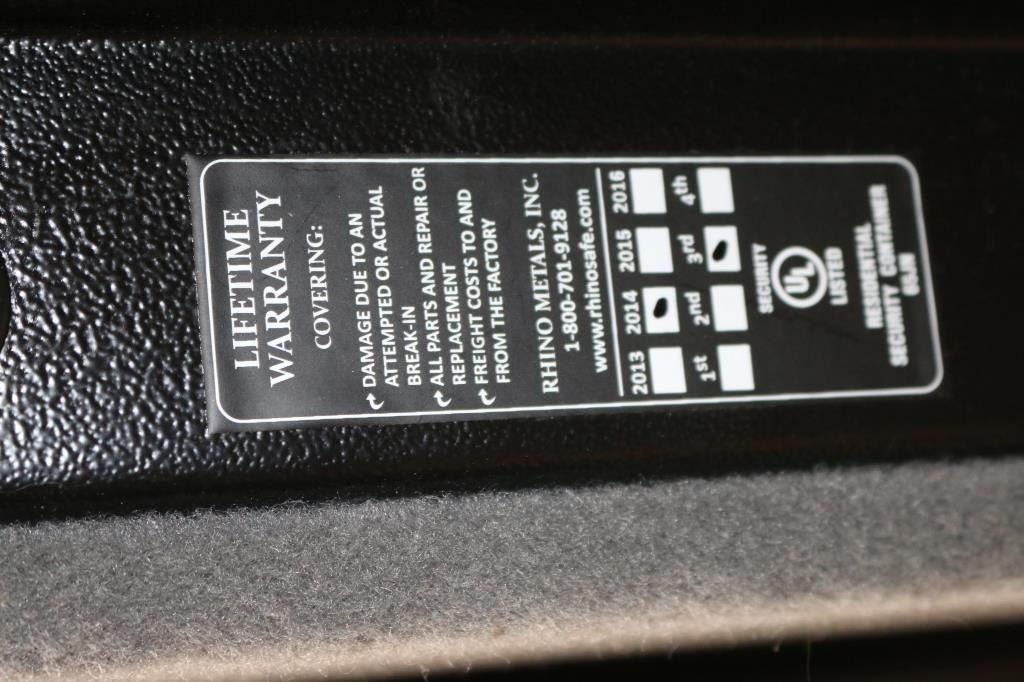 LIFETIME
WARRANTY
COVERING:
DAMAGE DUE TO AN
ATTEMPTED OR ACTUAL
BREAK-IN
ALL PARTS AND REPAIR OR
REPLACEMENT
FREIGHT COSTS TO AND
FROM THE FACTORY
RHINO METALS, INC.
1-800-701-9128
www.rhinosafe.com
2013 2014 2015 2016
1st 2nd 3rd 4th
SECURITY
UL
LISTED
RESIDENTIAL
SECURITY CONTAINER